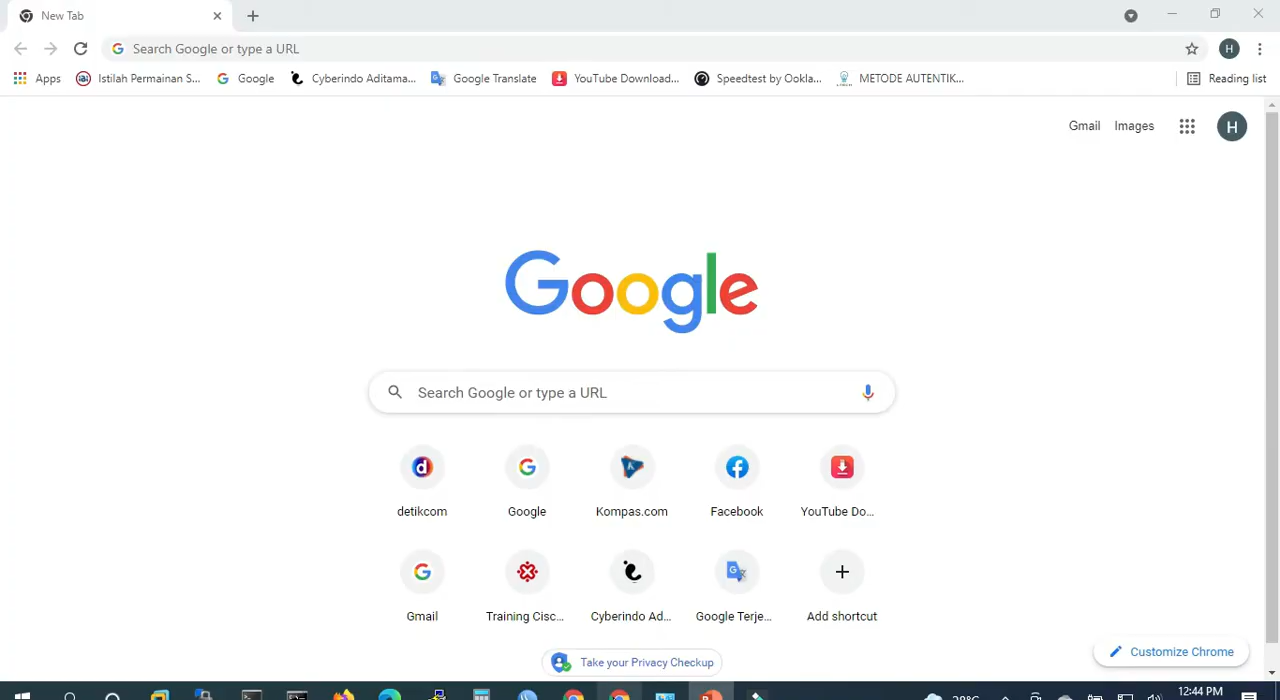 New Tab
Search Google or type a URL
H
Apps
Istilah Permainan S...
Google
Cyberindo Aditama...
Google Translate
YouTube Download...
Speedtest by Ookla...
METODE AUTENTIK...
Reading list
Gmail
Images
H
Google
Search Google or type a URL
detikcom
Google
Kompas.com
Facebook
YouTube Do...
Gmail
Training Cisc...
Cyberindo Ad...
Google Terje...
Add shortcut
Take your Privacy Checkup
Customize Chrome
12:44 PM